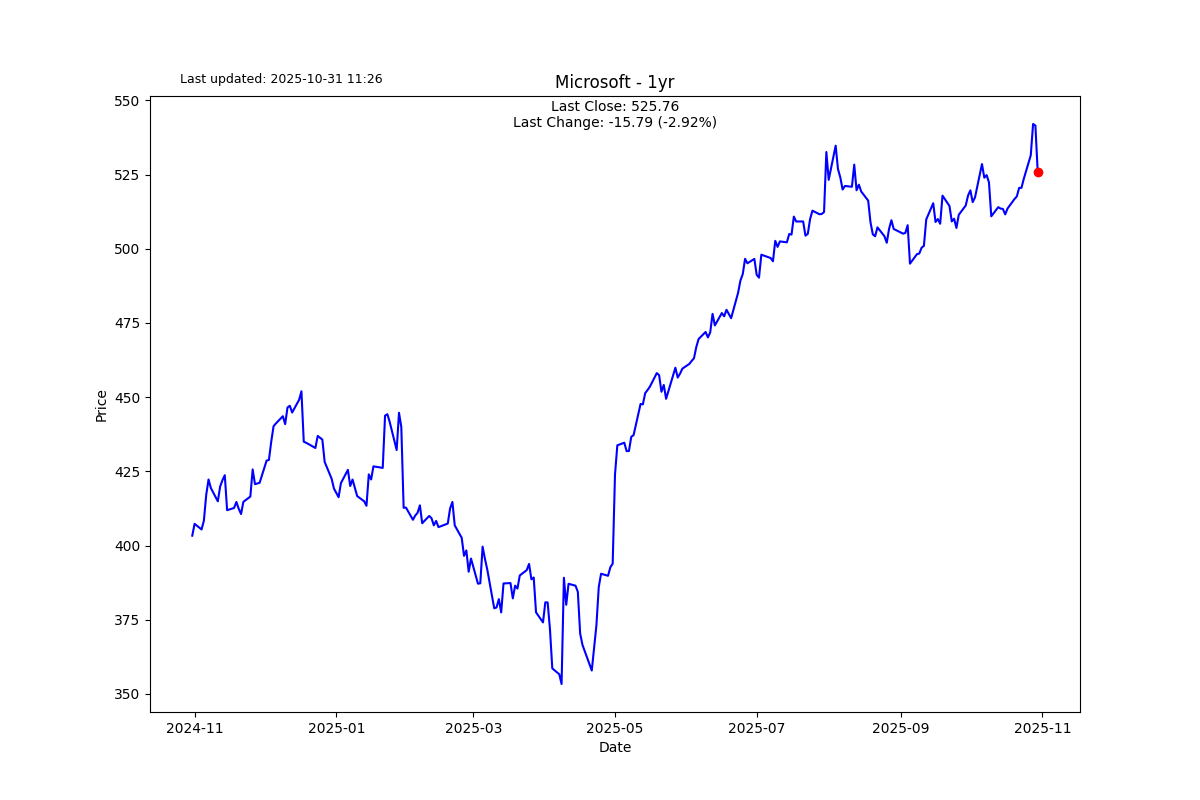 Last updated: 2025-10-31 11:26
Microsoft - 1yr
Last Close: 525.76
Last Change: -15.79 (-2.92%)
Price
550
525
500
475
450
425
400
375
350
2024-11
2025-01
2025-03
2025-05
2025-07
2025-09
2025-11
Date